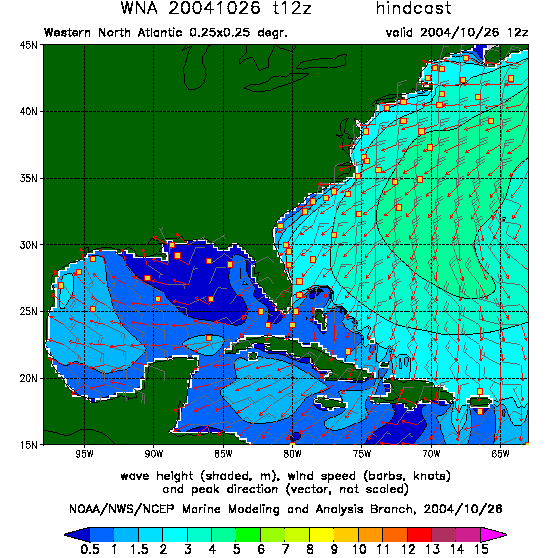 WNA 20041026 t12z hindcast
Western North Atlantic 0.25x0.25 degr. valid 2004/10/26 12z
45N
40N
35N
30N
25N
20N
15N
95W 90W 85W 80W 75W 70W 65W
wave height (shaded, m), wind speed (barbs, knots)
and peak direction (vector, not scaled)
NOAA/NWS/NCEP Marine Modeling and Analysis Branch, 2004/10/26
0.5 1 2 3 4 5 6 7 8 9 10 11 12 13 15